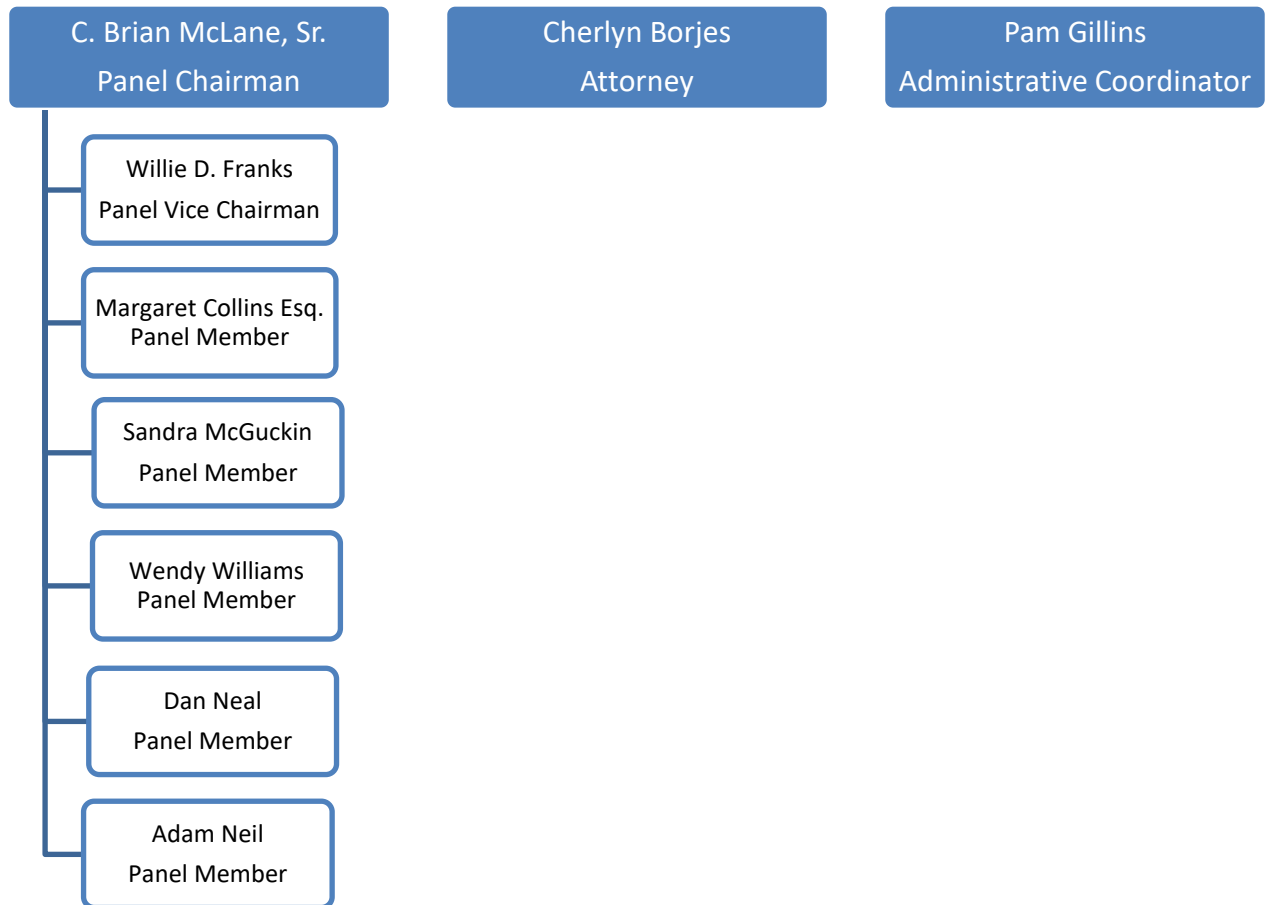 C. Brian McLane, Sr.
Panel Chairman
Cherlyn Borjes
Attorney
Pam Gillins
Administrative Coordinator
Willie D. Franks
Panel Vice Chairman
Margaret Collins Esq.
Panel Member
Sandra McGuckin
Panel Member
Wendy Williams
Panel Member
Dan Neal
Panel Member
Adam Neil
Panel Member